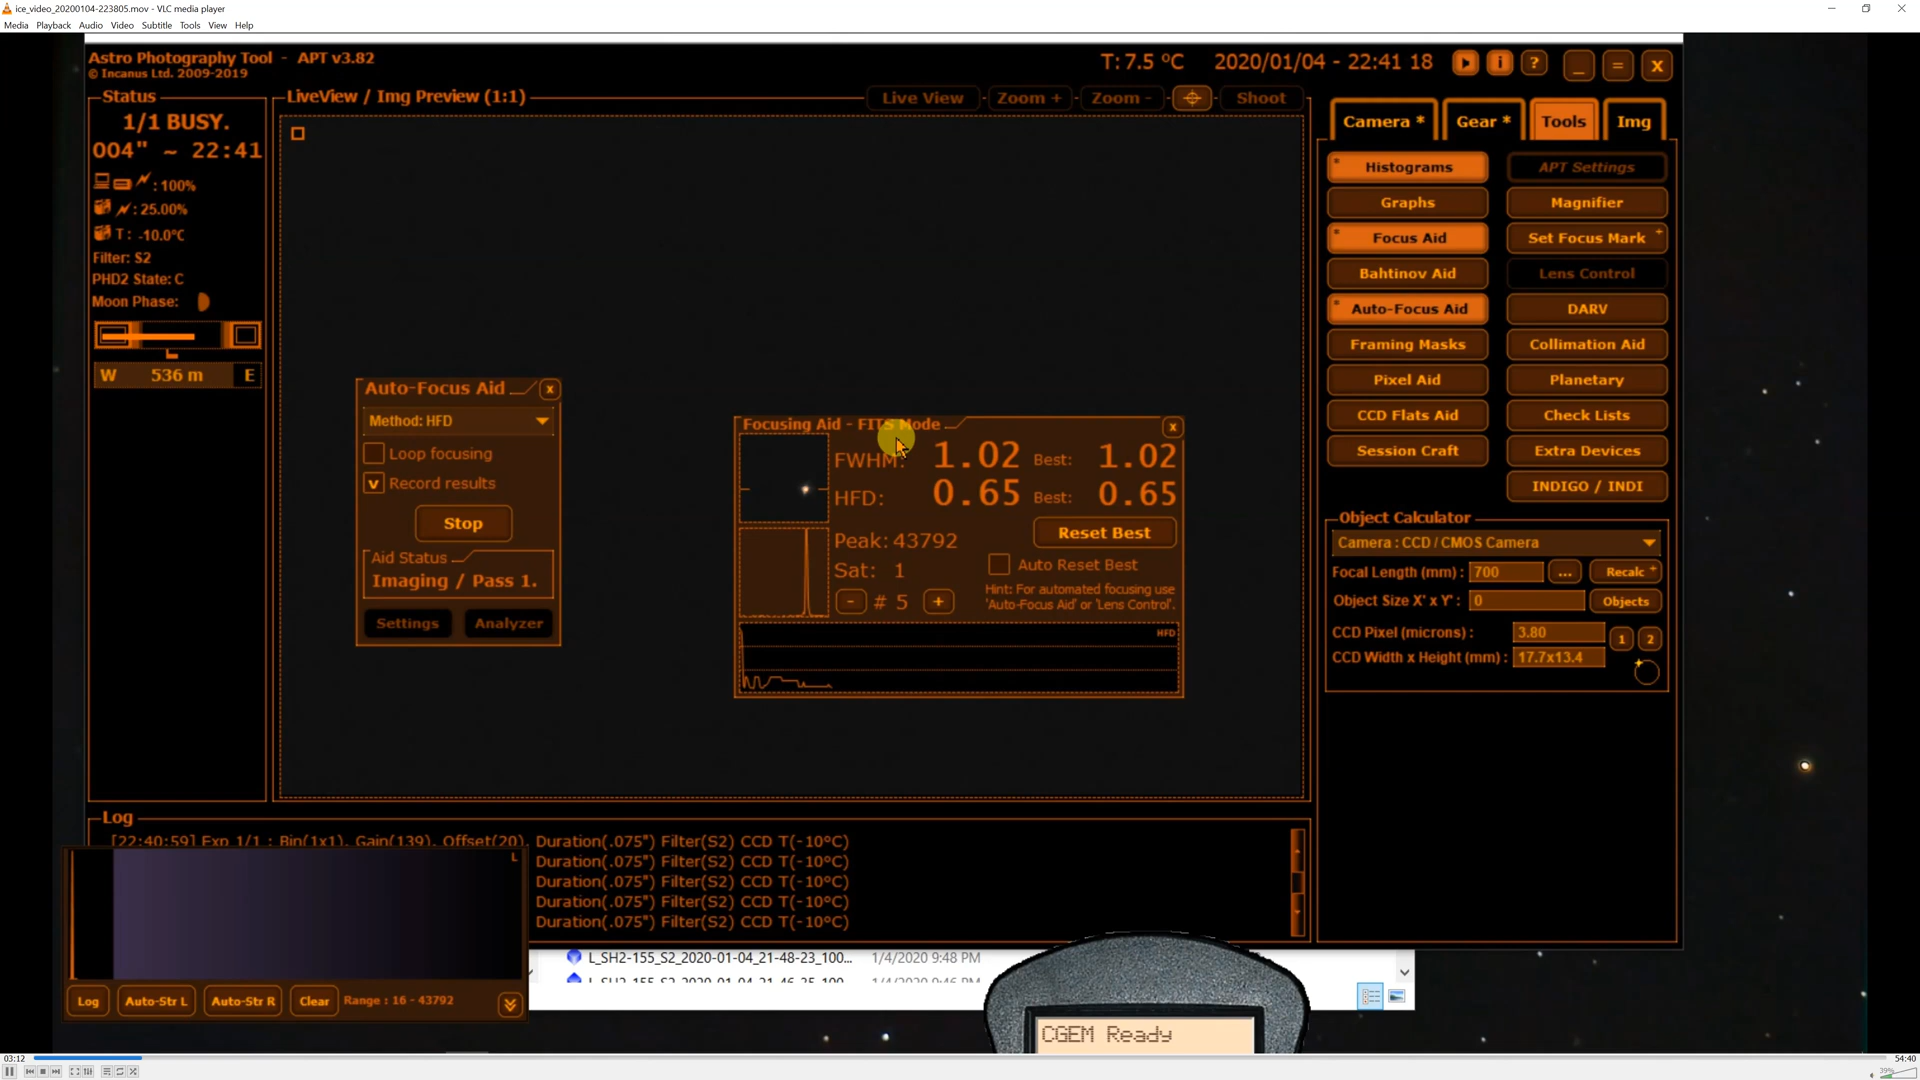 ice_video_20200104-223805.mov - VLC media player
Media Playback Audio Video Subtitle Tools View Help
Astro Photography Tool - APT v3.82
© Incanus Ltd. 2009-2019
T: 7.5 ºC 2020/01/04 - 22:41 18 i ? _ = x
Status
1/1 BUSY.
004" ~ 22:41
: 100%
: 25.00%
T: -10.0ºC
Filter: S2
PHD2 State: C
Moon Phase:
W 536 m E
LiveView / Img Preview (1:1) Live View Zoom + Zoom - Shoot
Auto-Focus Aid x
Method: HFD
Loop focusing
v Record results
Stop
Aid Status
Imaging / Pass 1.
Settings Analyzer
Focusing Aid - FITS Mode x
FWHM: 1.02 Best: 1.02
HFD: 0.65 Best: 0.65
Reset Best
Peak: 43792
Sat: 1 Auto Reset Best
- # 5 +
Hint: For automated focusing use
'Auto-Focus Aid' or 'Lens Control'.
HFD
Camera * Gear * Tools Img
* Histograms APT Settings
Graphs Magnifier
* Focus Aid Set Focus Mark +
Bahtinov Aid Lens Control
* Auto-Focus Aid DARV
Framing Masks Collimation Aid
Pixel Aid Planetary
CCD Flats Aid Check Lists
Session Craft Extra Devices
INDIGO / INDI
Object Calculator
Camera : CCD / CMOS Camera
Focal Length (mm) : 700 ... Recalc +
Object Size X' x Y' : 0 Objects
CCD Pixel (microns) : 3.80 1 2
CCD Width x Height (mm) : 17.7x13.4
Log
[22:40:59] Exp 1/1 : Bin(1x1), Gain(139), Offset(20), Duration(.075") Filter(S2) CCD T(-10ºC)
Duration(.075") Filter(S2) CCD T(-10ºC)
Duration(.075") Filter(S2) CCD T(-10ºC)
Duration(.075") Filter(S2) CCD T(-10ºC)
Duration(.075") Filter(S2) CCD T(-10ºC)
L
Log Auto-Str L Auto-Str R Clear Range : 16 - 43792
L_SH2-155_S2_2020-01-04_21-48-23_100... 1/4/2020 9:48 PM
CGEM Ready
03:12 54:40
39%